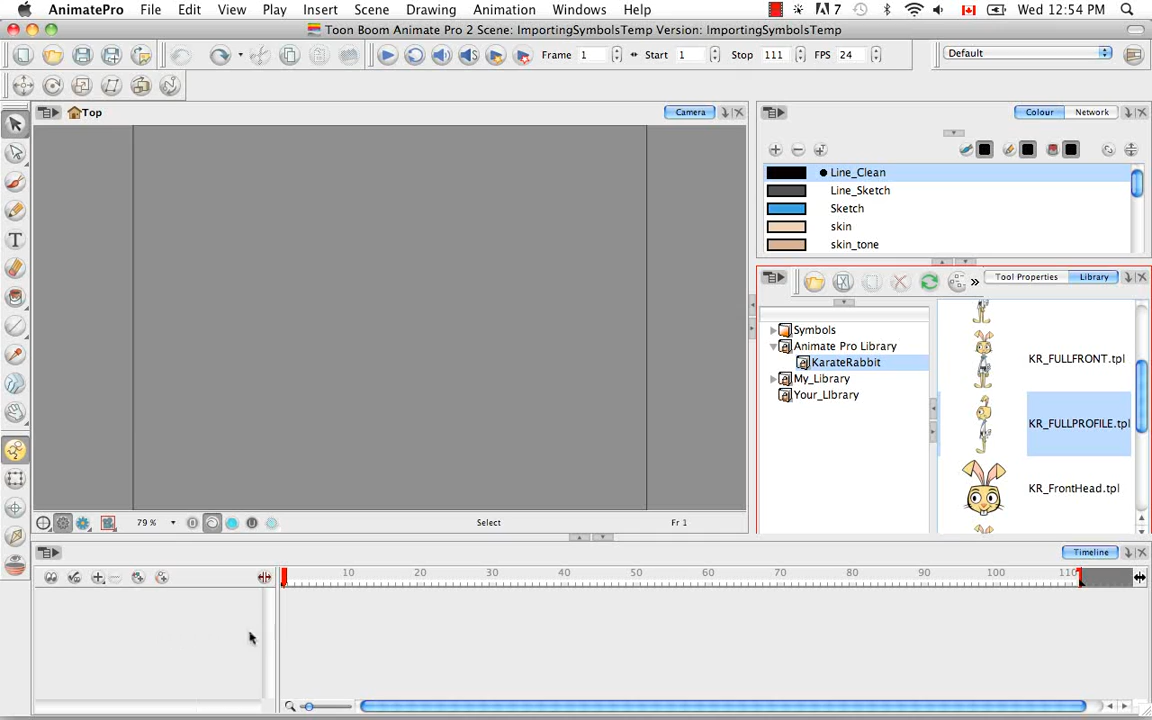 AnimatePro File Edit View Play Insert Scene Drawing Animation Windows Help 7 Wed 12:54 PM
Toon Boom Animate Pro 2 Scene: ImportingSymbolsTemp Version: ImportingSymbolsTemp
Frame 1 Start 1 Stop 111 FPS 24 Default
Top Camera Colour Network
Line_Clean
Line_Sketch
Sketch
skin
skin_tone
Tool Properties Library
Symbols
Animate Pro Library
KarateRabbit
My_Library
Your_LIbrary
KR_FULLFRONT.tpl
KR_FULLPROFILE.tpl
KR_FrontHead.tpl
79 % Select Fr 1
Timeline
10 20 30 40 50 60 70 80 90 100 110